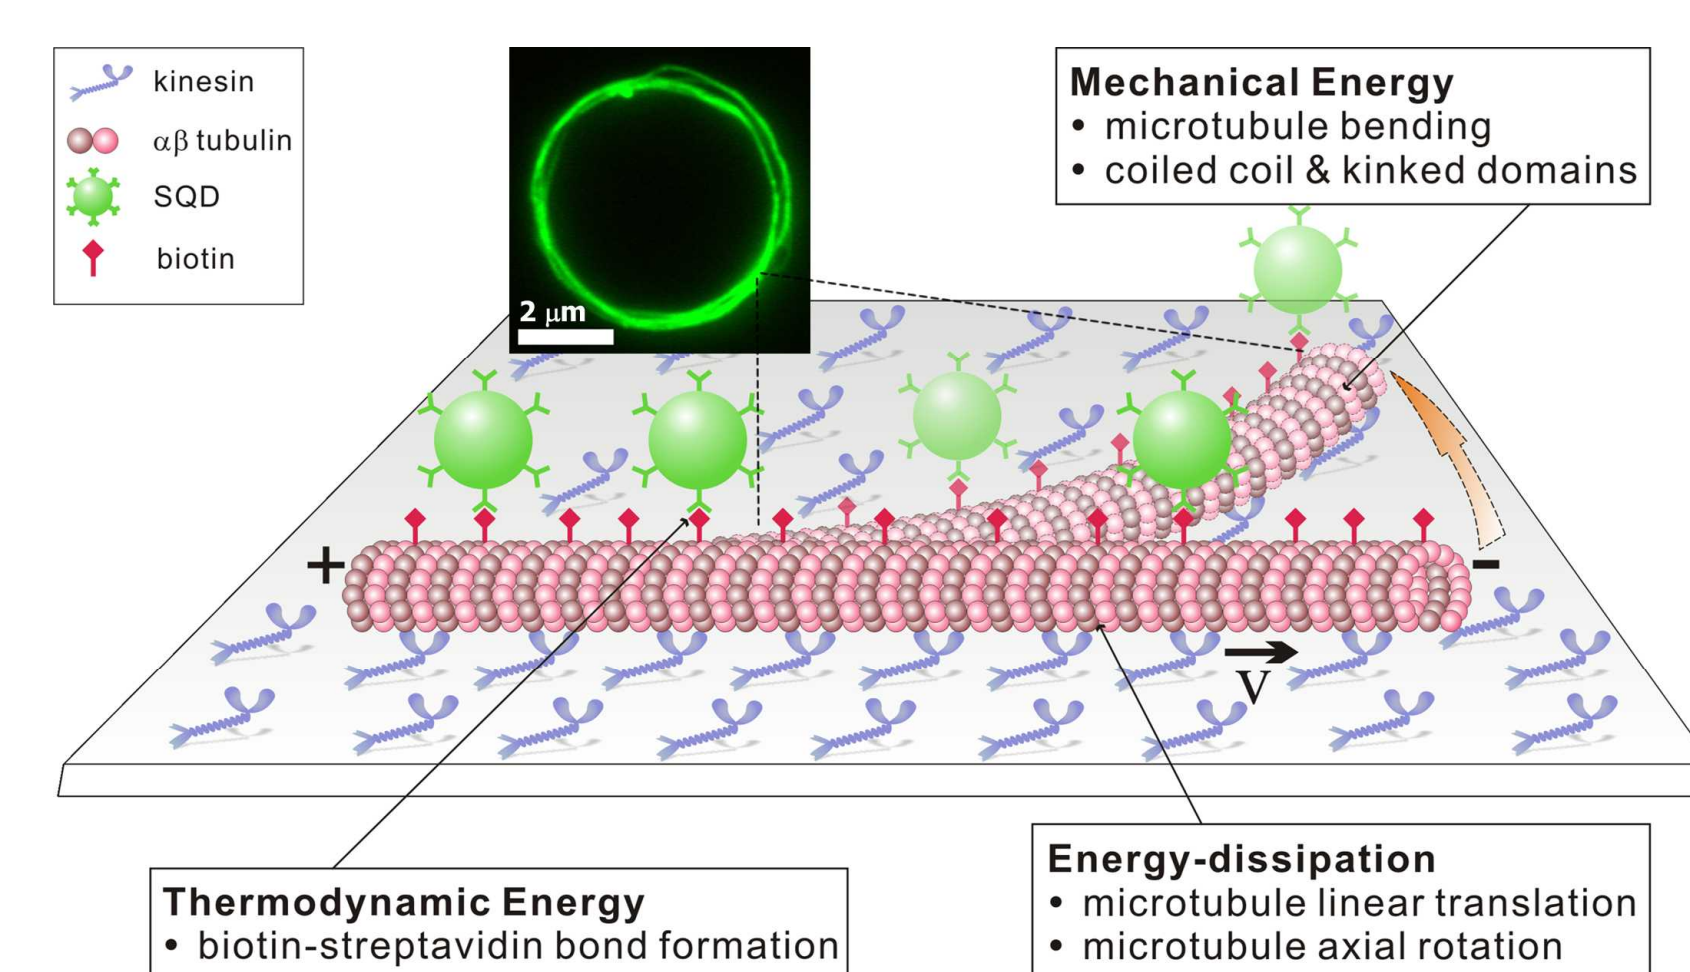 kinesin
αβ tubulin
SQD
biotin
2 μm
Mechanical Energy
• microtubule bending
• coiled coil & kinked domains
+
-
V
Thermodynamic Energy
• biotin-streptavidin bond formation
Energy-dissipation
• microtubule linear translation
• microtubule axial rotation